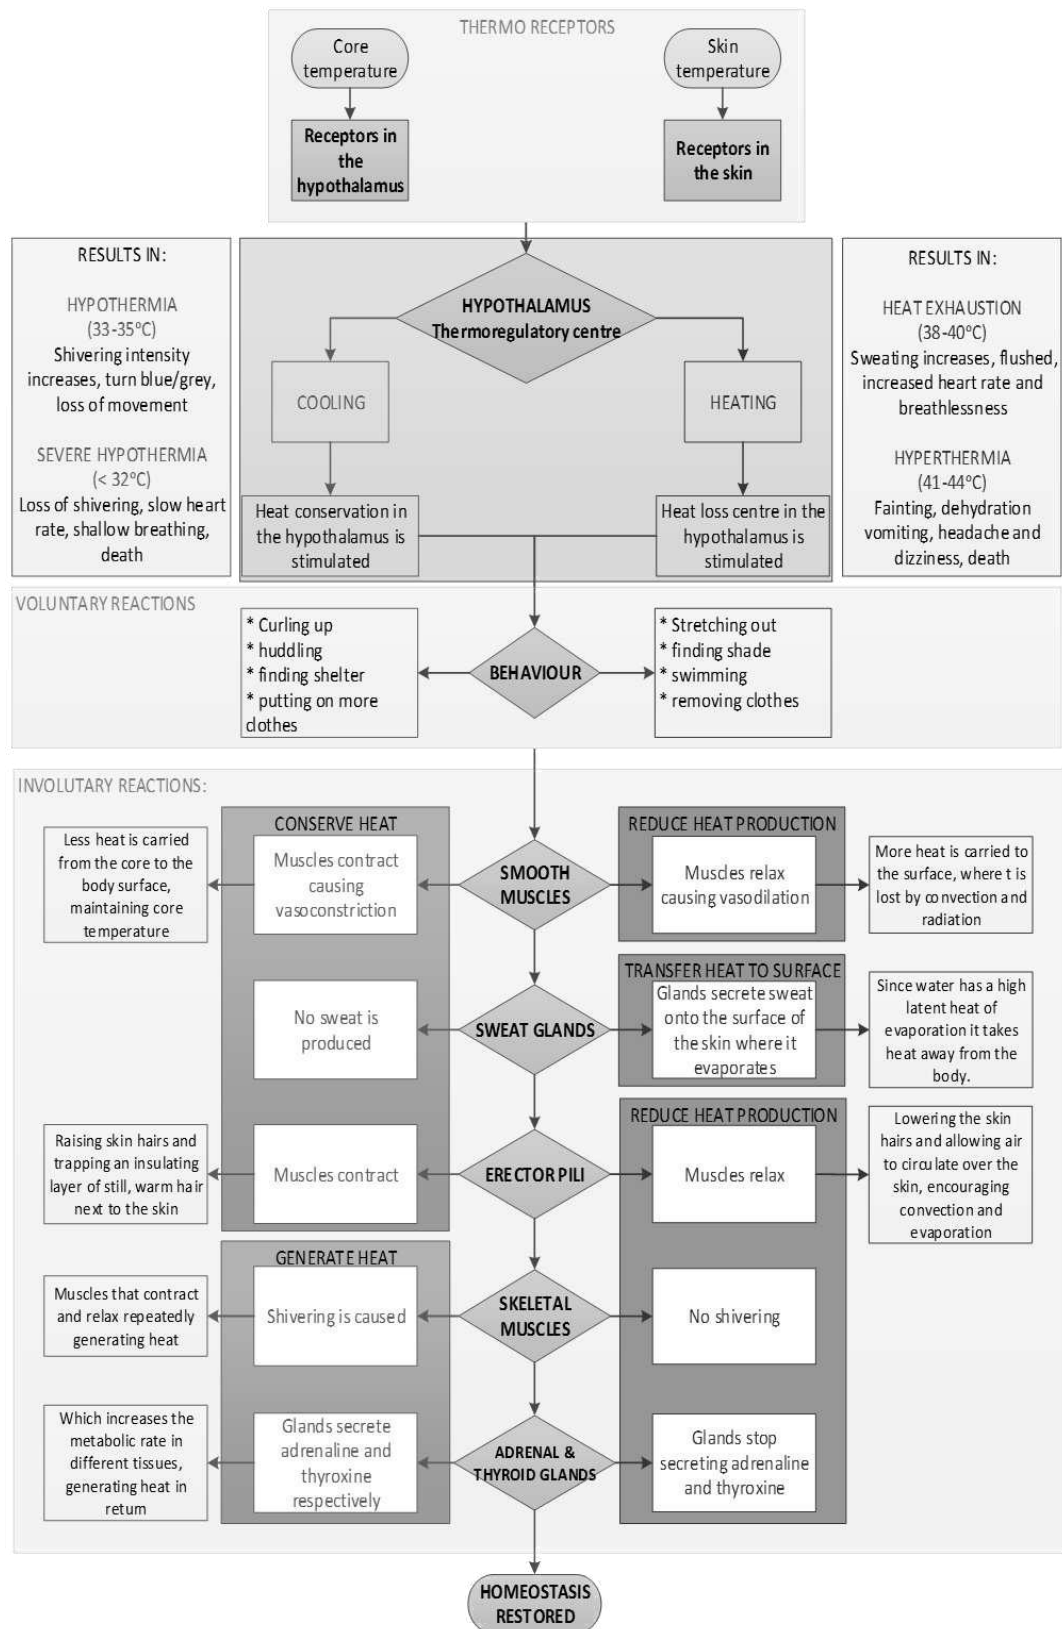 THERMO RECEPTORS
Core
temperature
Skin
temperature
Receptors in
the
hypothalamus
Receptors in
the skin
RESULTS IN:
HYPOTHERMIA
(33-35°C)
Shivering intensity
increases, turn blue/grey,
loss of movement
SEVERE HYPOTHERMIA
(< 32°C)
Loss of shivering, slow heart
rate, shallow breathing,
death
HYPOTHALAMUS
Thermoregulatory centre
COOLING
HEATING
Heat conservation in
the hypothalamus is
stimulated
Heat loss centre in the
hypothalamus is
stimulated
RESULTS IN:
HEAT EXHAUSTION
(38-40°C)
Sweating increases, flushed,
increased heart rate and
breathlessness
HYPERTHERMIA
(41-44°C)
Fainting, dehydration
vomiting, headache and
dizziness, death
VOLUNTARY REACTIONS
* Curling up
* huddling
* finding shelter
* putting on more
clothes
BEHAVIOUR
* Stretching out
* finding shade
* swimming
* removing clothes
INVOLUTARY REACTIONS:
CONSERVE HEAT
REDUCE HEAT PRODUCTION
Less heat is carried
from the core to the
body surface,
maintaining core
temperature
Muscles contract
causing
vasoconstriction
SMOOTH
MUSCLES
Muscles relax
causing vasodilation
More heat is carried to
the surface, where t is
lost by convection and
radiation
TRANSFER HEAT TO SURFACE
No sweat is
produced
SWEAT GLANDS
Glands secrete sweat
onto the surface of
the skin where it
evaporates
Since water has a high
latent heat of
evaporation it takes
heat away from the
body.
REDUCE HEAT PRODUCTION
Raising skin hairs and
trapping an insulating
layer of still, warm hair
next to the skin
Muscles contract
ERECTOR PILI
Muscles relax
Lowering the skin
hairs and allowing air
to circulate over the
skin, encouraging
convection and
evaporation
GENERATE HEAT
Muscles that contract
and relax repeatedly
generating heat
Shivering is caused
SKELETAL
MUSCLES
No shivering
Which increases the
metabolic rate in
different tissues,
generating heat in
return
Glands secrete
adrenaline and
thyroxine
respectively
ADRENAL &
THYROID GLANDS
Glands stop
secreting adrenaline
and thyroxine
HOMEOSTASIS
RESTORED